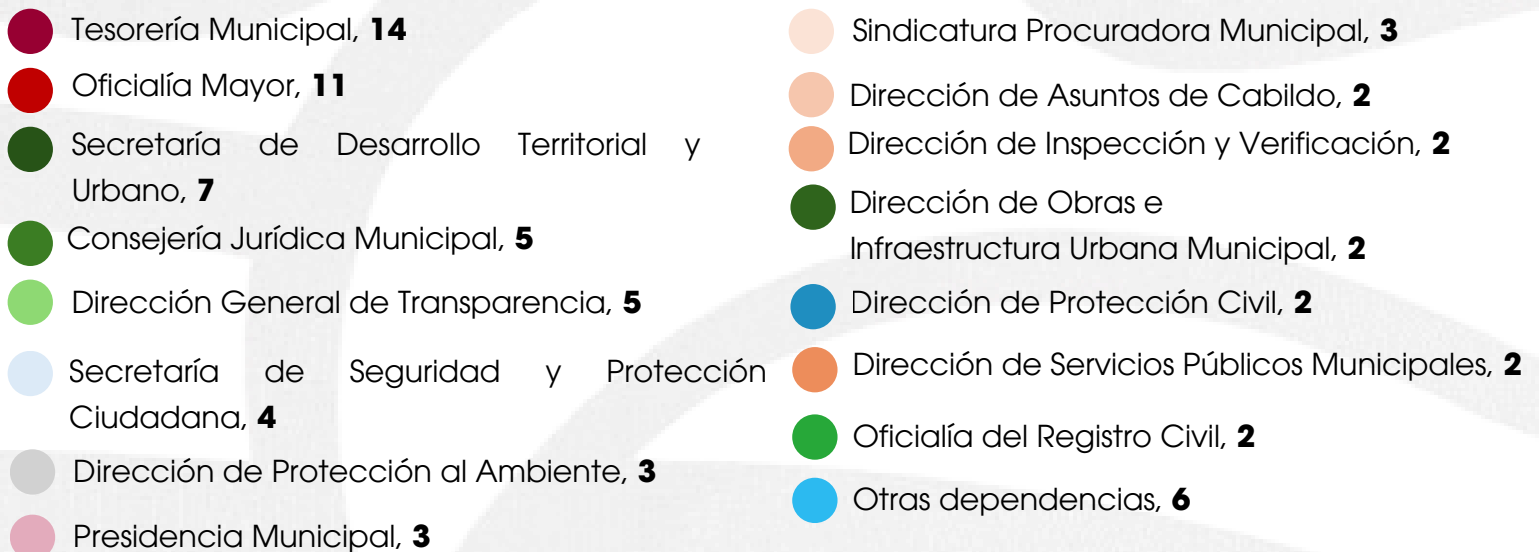 Tesorería Municipal, 14
Oficialía Mayor, 11
Secretaría de Desarrollo Territorial y
Urbano, 7
Consejería Jurídica Municipal, 5
Dirección General de Transparencia, 5
Secretaría de Seguridad y Protección
Ciudadana, 4
Dirección de Protección al Ambiente, 3
Presidencia Municipal, 3
Sindicatura Procuradora Municipal, 3
Dirección de Asuntos de Cabildo, 2
Dirección de Inspección y Verificación, 2
Dirección de Obras e
Infraestructura Urbana Municipal, 2
Dirección de Protección Civil, 2
Dirección de Servicios Públicos Municipales, 2
Oficialía del Registro Civil, 2
Otras dependencias, 6